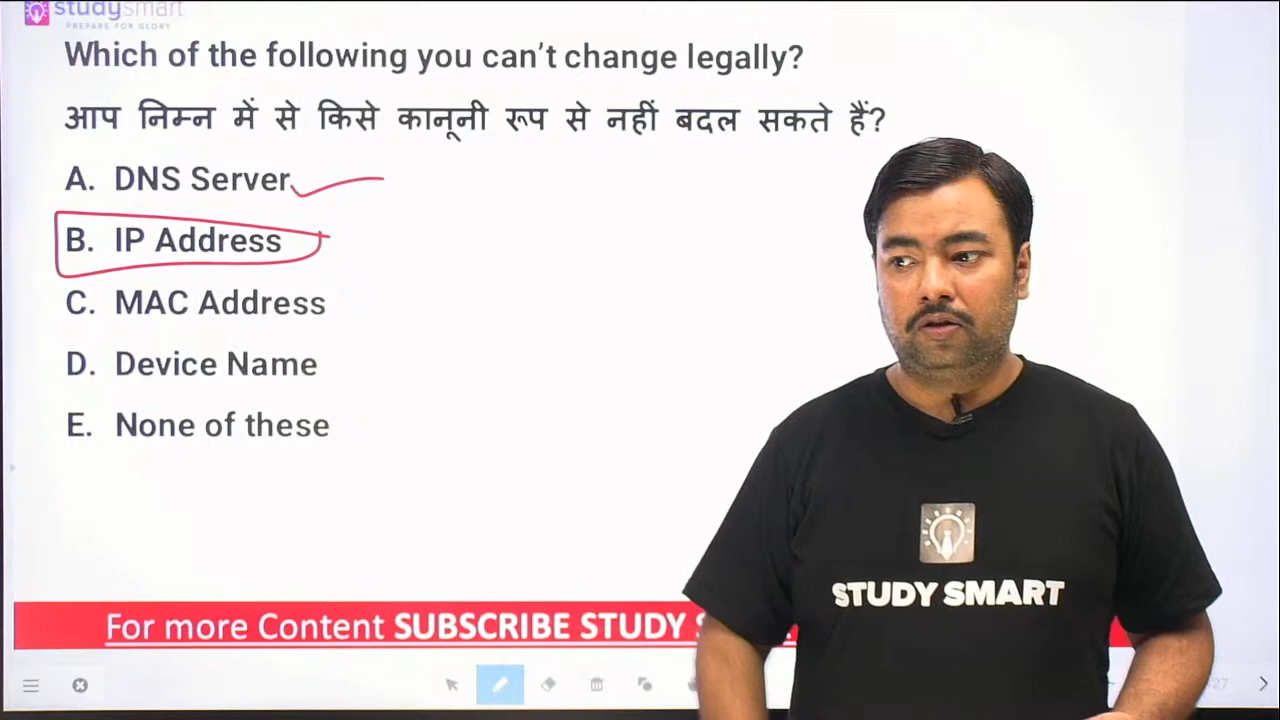 studysmart
PREPARE FOR GLORY
Which of the following you can't change legally?
आप निम्न में से किसे कानूनी रूप से नहीं बदल सकते हैं?
A. DNS Server
B. IP Address
C. MAC Address
D. Device Name
E. None of these
STUDY SMART
For more Content SUBSCRIBE STUDY